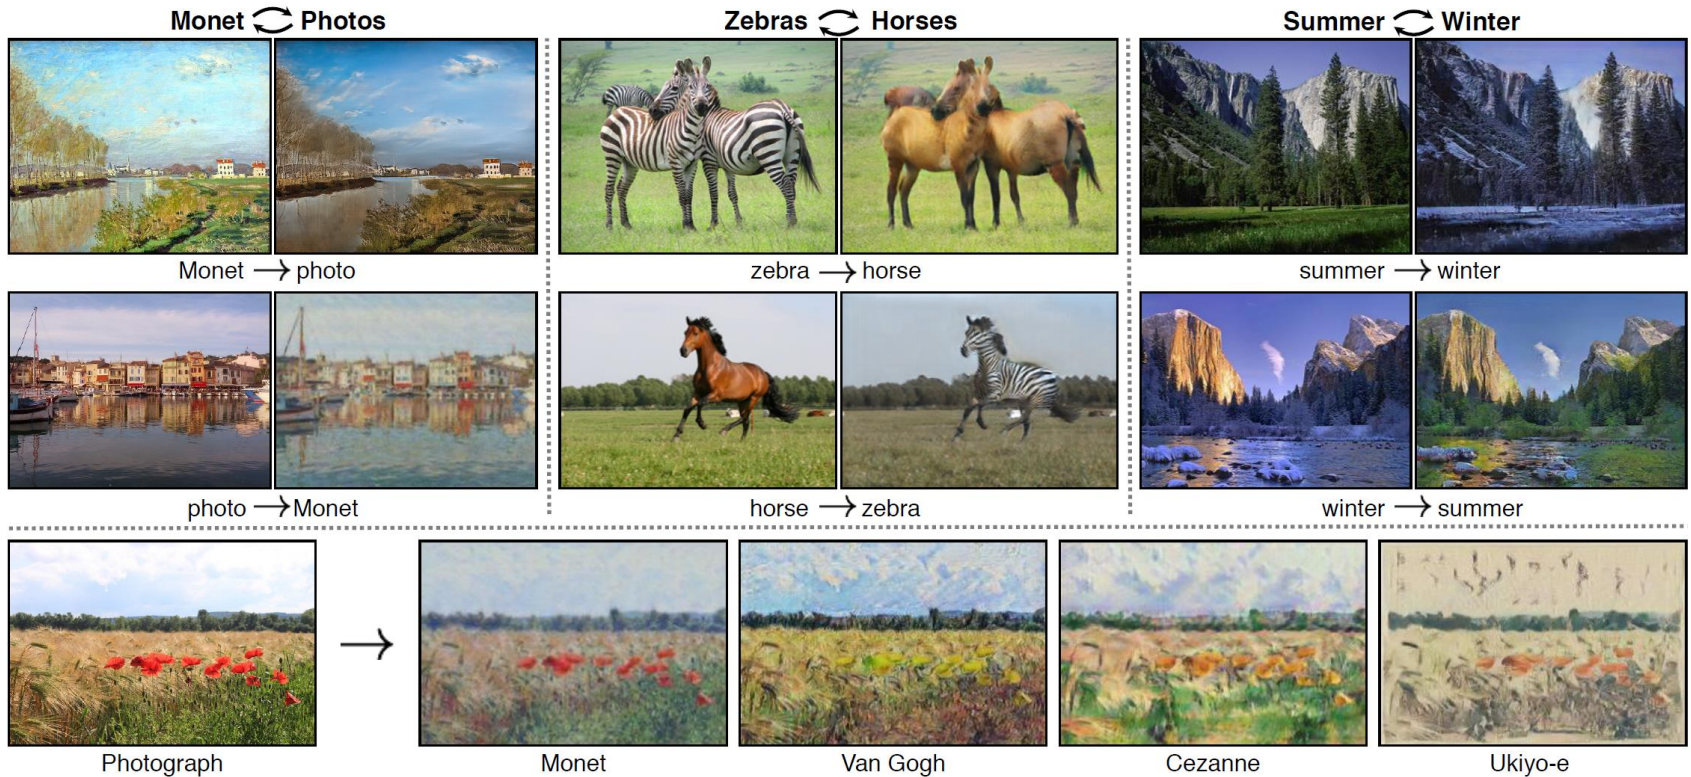 Monet ⇄ Photos
Zebras ⇄ Horses
Summer ⇄ Winter
Monet → photo
zebra → horse
summer → winter
photo → Monet
horse → zebra
winter → summer
Photograph
Monet
Van Gogh
Cezanne
Ukiyo-e